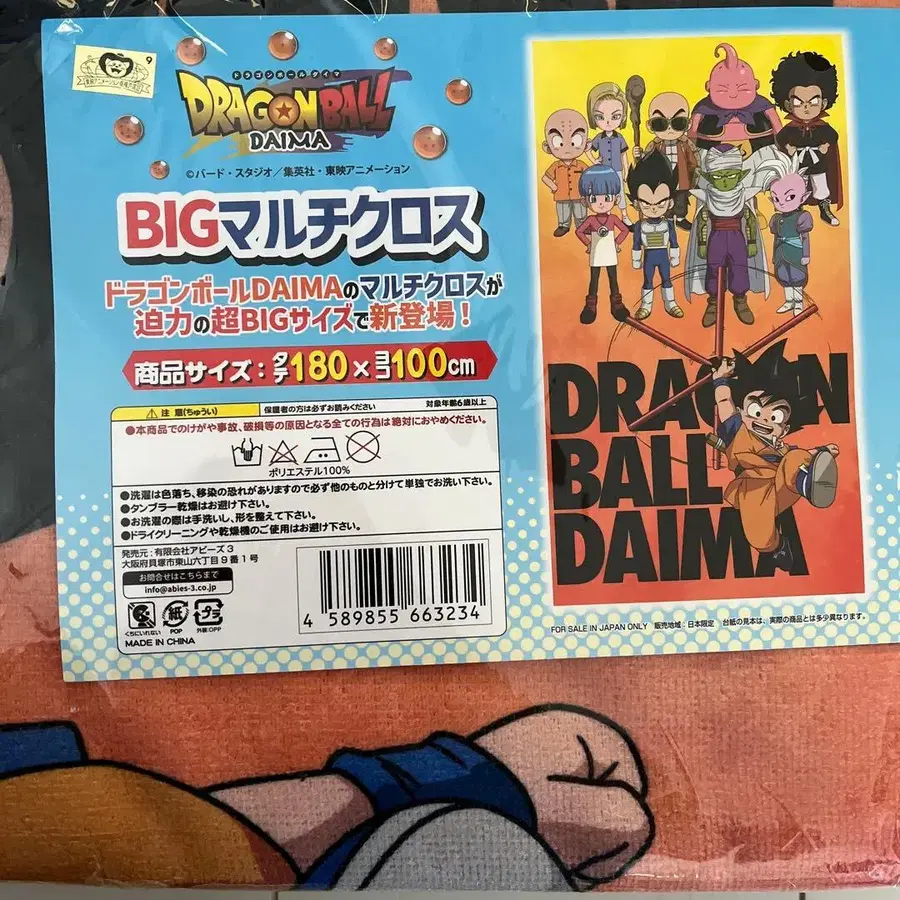 9
ドラゴンボール ダイマ
DRAGON BALL
DAIMA
©バード・スタジオ／集英社・東映アニメーション
BIGマルチクロス
ドラゴンボールDAIMAのマルチクロスが
迫力の超BIGサイズで新登場！
商品サイズ：タテ180×ヨコ100cm
注 意(ちゅうい) 保護者の方は必ずお読みください 対象年齢6歳以上
●本商品でのけがや事故、破損等の原因となる全ての行為は絶対におやめください。
ポリエステル100%
●洗濯は色落ち、移染の恐れがありますので必ず他のものと分けて単独でお洗い下さい。
●タンブラー乾燥はお避け下さい。
●お洗濯の際は手洗いし、形を整えて下さい。
●ドライクリーニングや乾燥機のご使用はお避け下さい。
発売元：有限会社アビーズ3
大阪府貝塚市東山六丁目9番1号
お問合せはこちらまで
info@abies-3.co.jp
くちにいれない
紙
POP
プラ
外装:OPP
MADE IN CHINA
4 589855 663234
DRAGON
BALL
DAIMA
FOR SALE IN JAPAN ONLY 販売地域：日本限定 台紙の見本は、実際の商品とは多少異なります。